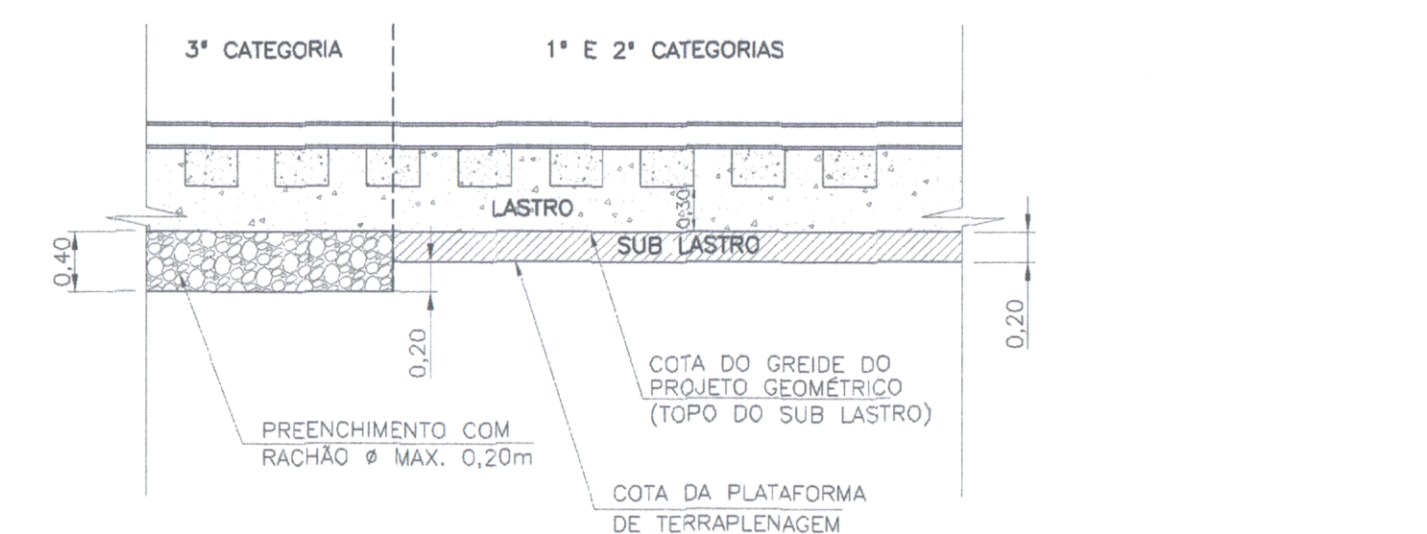 3ª CATEGORIA
1ª E 2ª CATEGORIAS
LASTRO
0,30
SUB LASTRO
0,40
0,20
0,20
COTA DO GREIDE DO
PROJETO GEOMÉTRICO
(TOPO DO SUB LASTRO)
PREENCHIMENTO COM
RACHÃO ø MAX. 0,20m
COTA DA PLATAFORMA
DE TERRAPLENAGEM